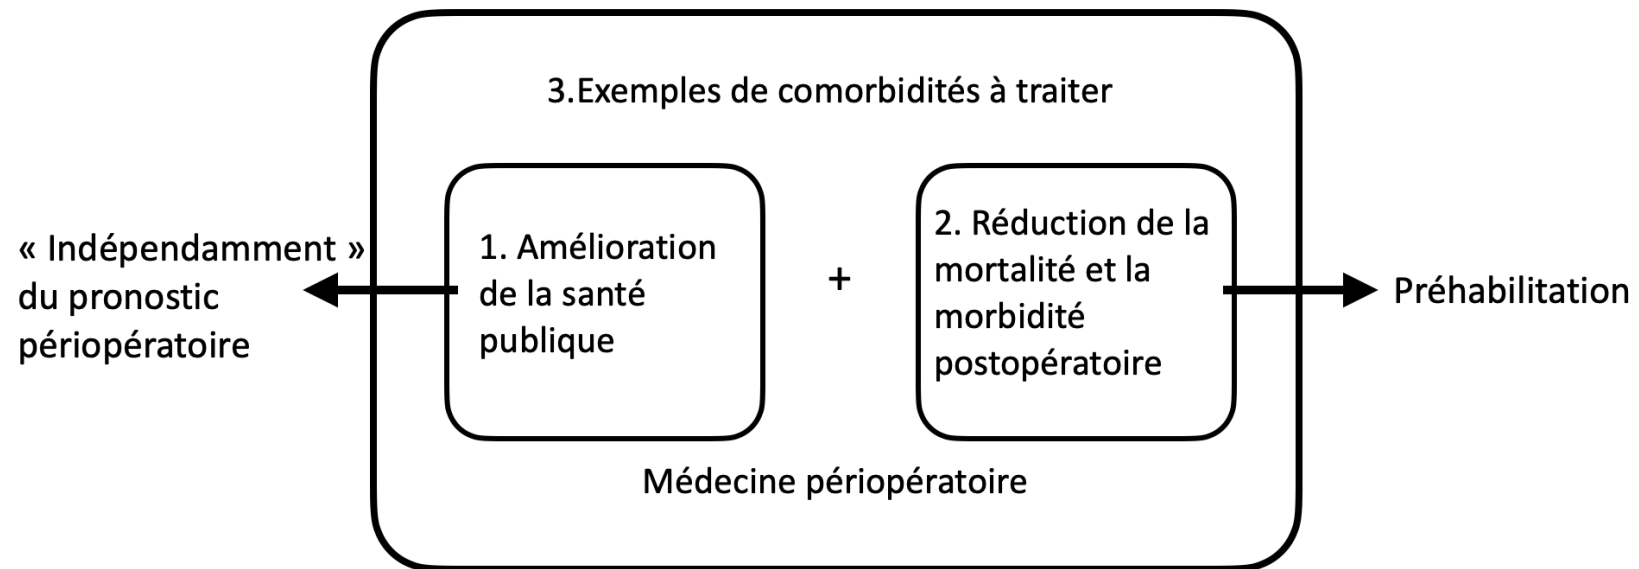 3.Exemples de comorbidités à traiter
« Indépendamment »
du pronostic
périopératoire
1. Amélioration
de la santé
publique
+
2. Réduction de la
mortalité et la
morbidité
postopératoire
Préhabilitation
Médecine périopératoire